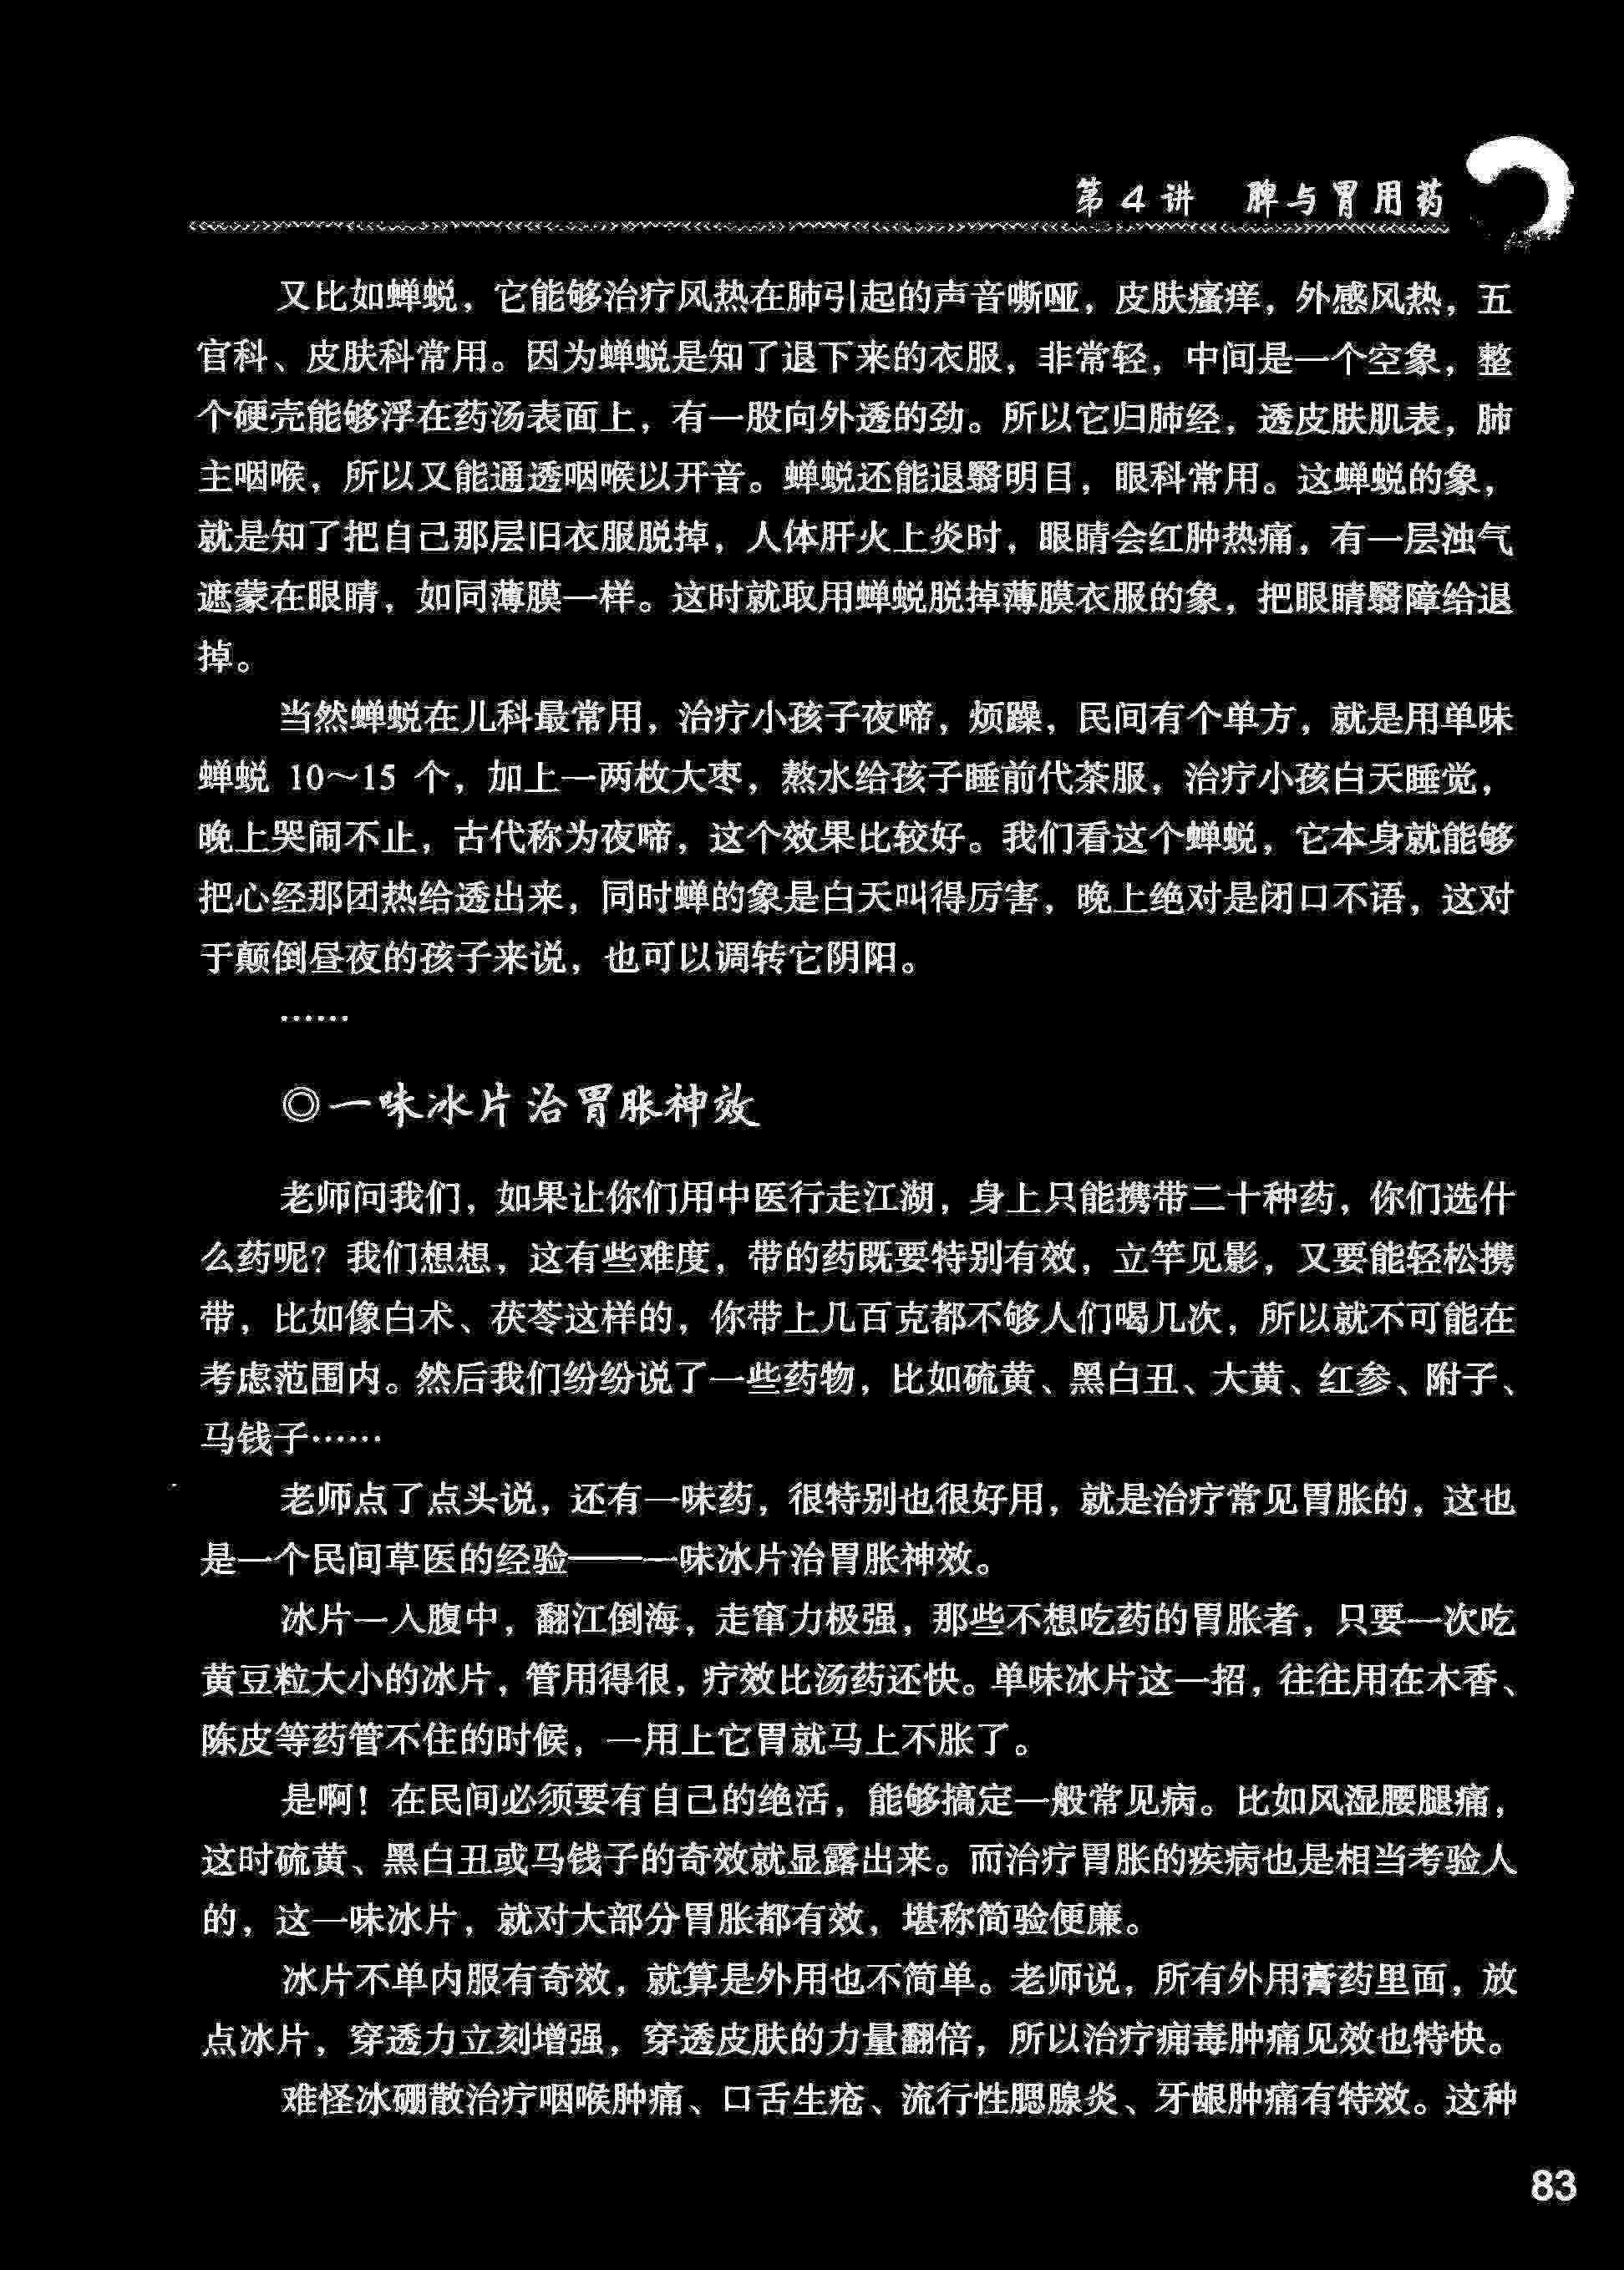 第4讲 脾与胃用药
又比如蝉蜕，它能够治疗风热在肺引起的声音嘶哑，皮肤瘙痒，外感风热，五
官科、皮肤科常用。因为蝉蜕是知了退下来的衣服，非常轻，中间是一个空象，整
个硬壳能够浮在药汤表面上，有一股向外透的劲。所以它归肺经，透皮肤肌表，肺
主咽喉，所以又能通透咽喉以开音。蝉蜕还能退翳明目，眼科常用。这蝉蜕的象，
就是知了把自己那层旧衣服脱掉，人体肝火上炎时，眼睛会红肿热痛，有一层浊气
遮蒙在眼睛，如同薄膜一样。这时就取用蝉蜕脱掉薄膜衣服的象，把眼睛翳障给退
掉。
当然蝉蜕在儿科最常用，治疗小孩子夜啼，烦躁，民间有个单方，就是用单味
蝉蜕 10～15 个，加上一两枚大枣，熬水给孩子睡前代茶服，治疗小孩白天睡觉，
晚上哭闹不止，古代称为夜啼，这个效果比较好。我们看这个蝉蜕，它本身就能够
把心经那团热给透出来，同时蝉的象是白天叫得厉害，晚上绝对是闭口不语，这对
于颠倒昼夜的孩子来说，也可以调转它阴阳。
……
◎一味冰片治胃胀神效
老师问我们，如果让你们用中医行走江湖，身上只能携带二十种药，你们选什
么药呢？我们想想，这有些难度，带的药既要特别有效，立竿见影，又要能轻松携
带，比如像白术、茯苓这样的，你带上几百克都不够人们喝几次，所以就不可能在
考虑范围内。然后我们纷纷说了一些药物，比如硫黄、黑白丑、大黄、红参、附子、
马钱子……
老师点了点头说，还有一味药，很特别也很好用，就是治疗常见胃胀的，这也
是一个民间草医的经验——一味冰片治胃胀神效。
冰片一入腹中，翻江倒海，走窜力极强，那些不想吃药的胃胀者，只要一次吃
黄豆粒大小的冰片，管用得很，疗效比汤药还快。单味冰片这一招，往往用在木香、
陈皮等药管不住的时候，一用上它胃就马上不胀了。
是啊！在民间必须要有自己的绝活，能够搞定一般常见病。比如风湿腰腿痛，
这时硫黄、黑白丑或马钱子的奇效就显露出来。而治疗胃胀的疾病也是相当考验人
的，这一味冰片，就对大部分胃胀都有效，堪称简验便廉。
冰片不单内服有奇效，就算是外用也不简单。老师说，所有外用膏药里面，放
点冰片，穿透力立刻增强，穿透皮肤的力量翻倍，所以治疗痈毒肿痛见效也特快。
难怪冰硼散治疗咽喉肿痛、口舌生疮、流行性腮腺炎、牙龈肿痛有特效。这种
83